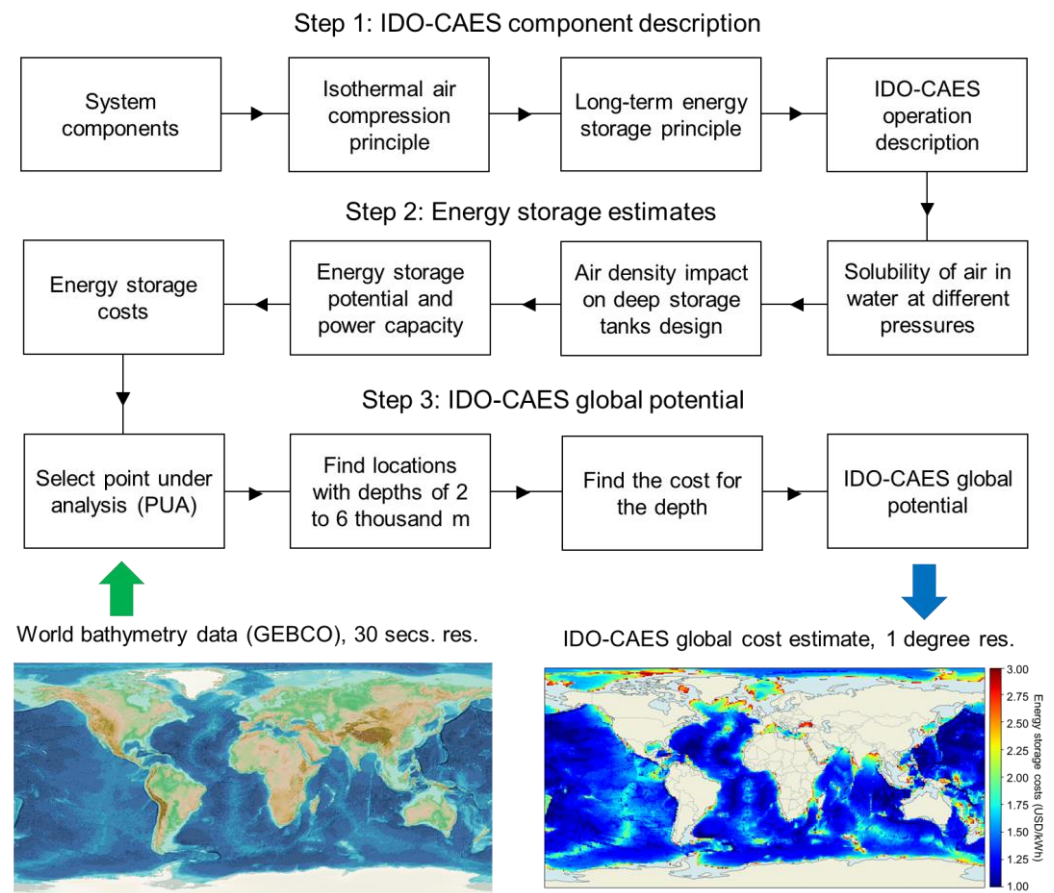 Step 1: IDO-CAES component description
System
components
Isothermal air
compression
principle
Long-term energy
storage principle
IDO-CAES
operation
description
Step 2: Energy storage estimates
Energy storage
costs
Energy storage
potential and
power capacity
Air density impact
on deep storage
tanks design
Solubility of air in
water at different
pressures
Step 3: IDO-CAES global potential
Select point under
analysis (PUA)
Find locations
with depths of 2
to 6 thousand m
Find the cost for
the depth
IDO-CAES global
potential
World bathymetry data (GEBCO), 30 secs. res.
IDO-CAES global cost estimate, 1 degree res.
3.00
2.75
2.50
2.25
2.00
1.75
1.50
1.25
1.00
Energy storage costs (USD/kWh)